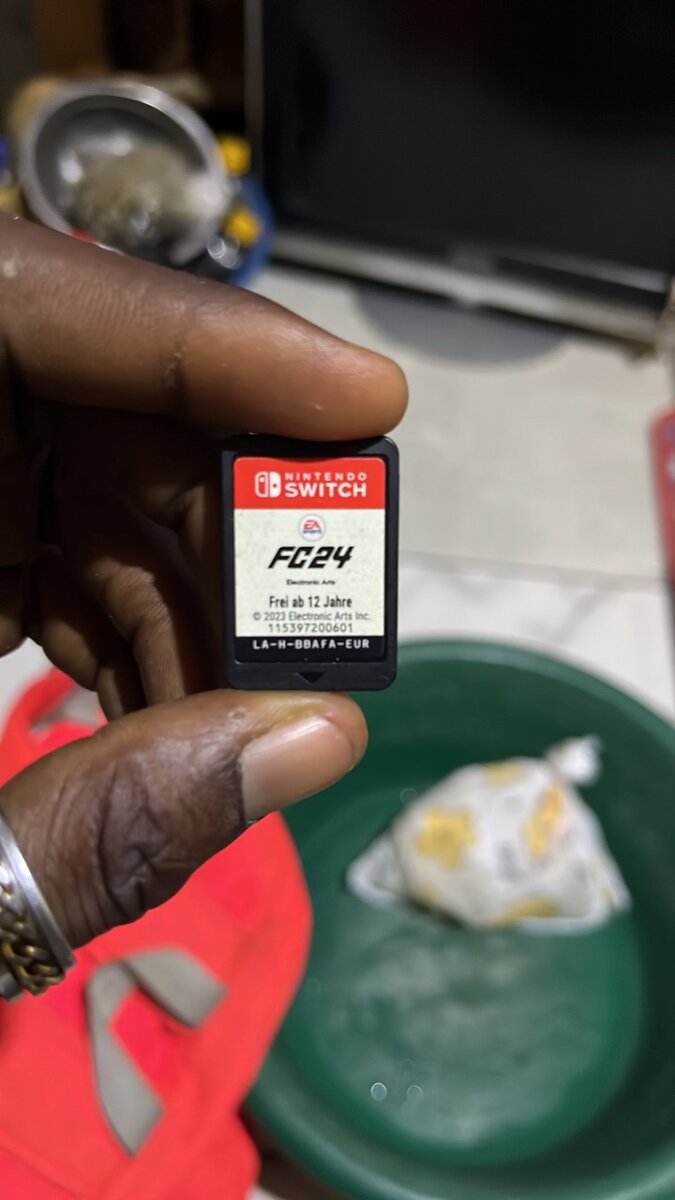 NINTENDO
SWITCH
EA
SPORTS
FC24
Electronic Arts
Frei ab 12 Jahre
© 2023 Electronic Arts Inc.
115397200601
LA-H-BBAFA-EUR